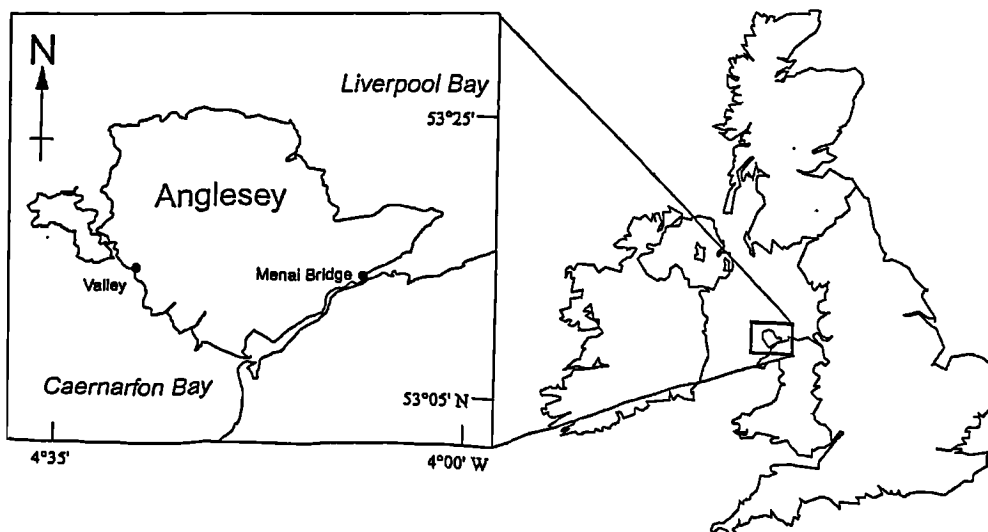 N
Liverpool Bay
53°25'
Anglesey
Valley
Menai Bridge
Caernarfon Bay
53°05' N
4°35'
4°00' W